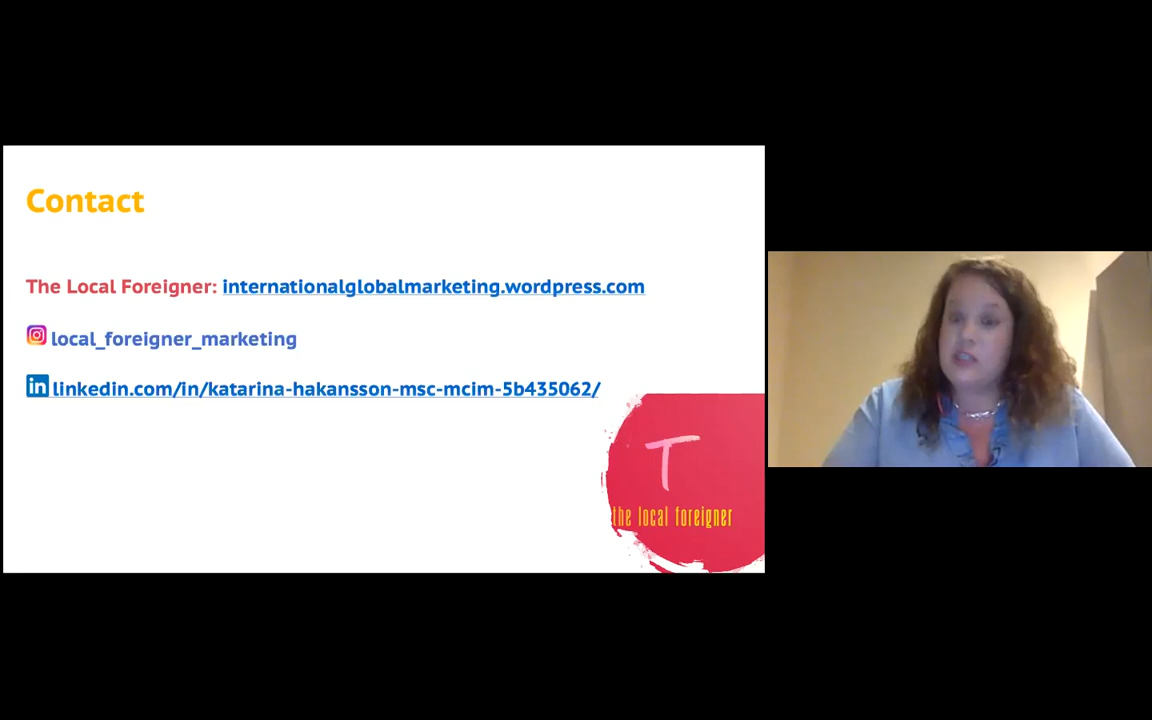 Contact
The Local Foreigner: internationalglobalmarketing.wordpress.com
local_foreigner_marketing
in linkedin.com/in/katarina-hakansson-msc-mcim-5b435062/
T
the local foreigner